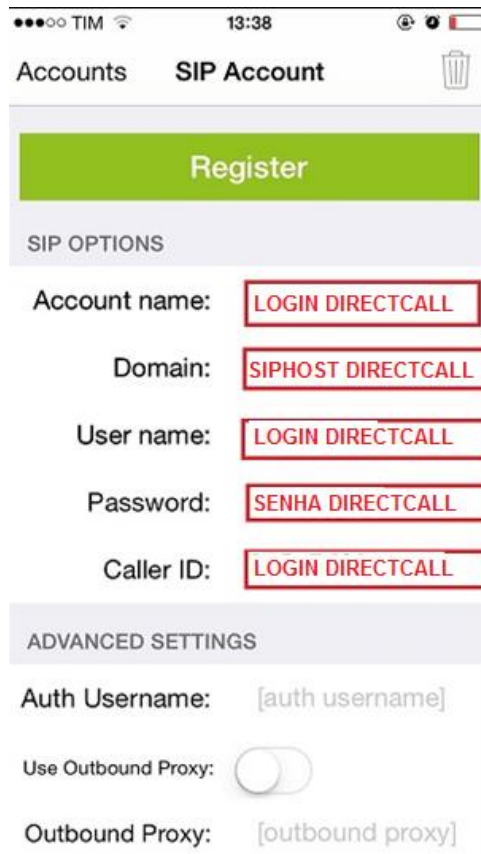 TIM 13:38
Accounts SIP Account
Register
SIP OPTIONS
Account name: LOGIN DIRECTCALL
Domain: SIPHOST DIRECTCALL
User name: LOGIN DIRECTCALL
Password: SENHA DIRECTCALL
Caller ID: LOGIN DIRECTCALL
ADVANCED SETTINGS
Auth Username: [auth username]
Use Outbound Proxy:
Outbound Proxy: [outbound proxy]